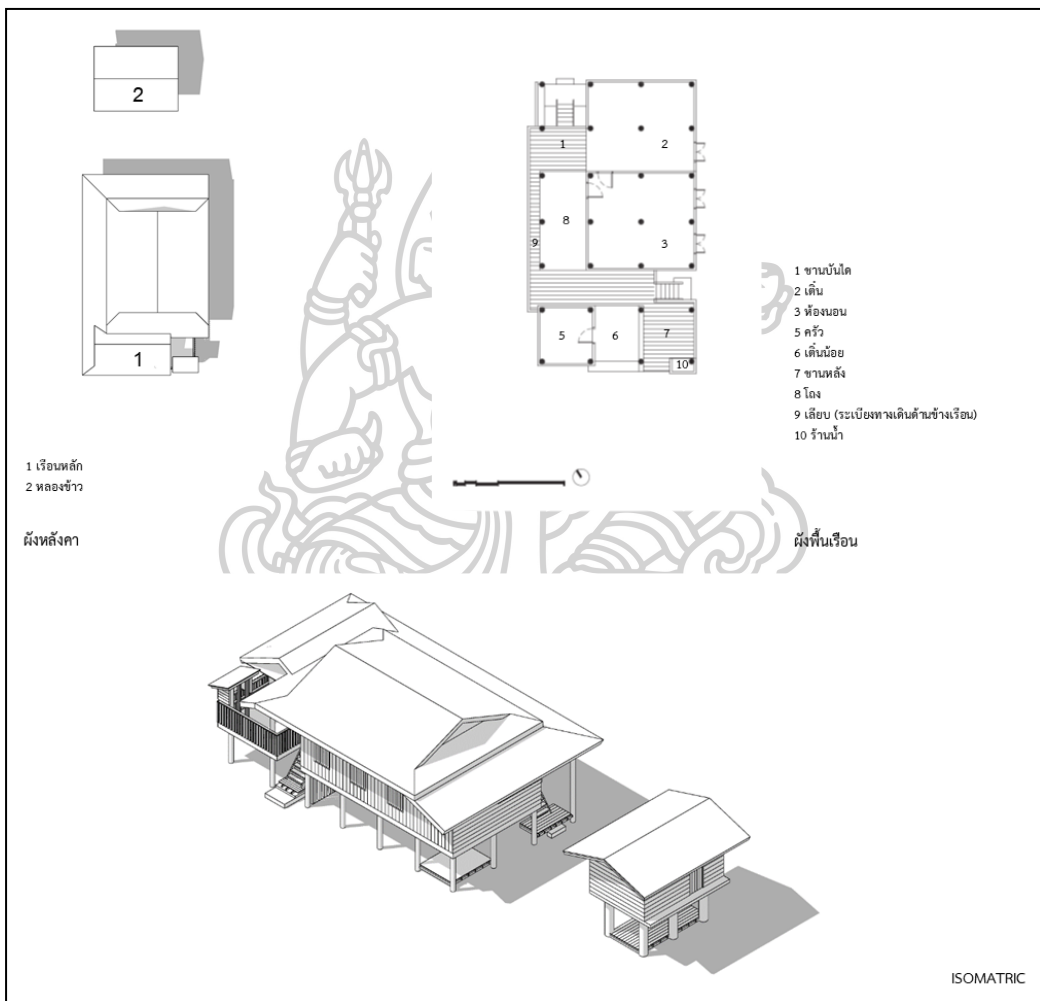 2
1
1 เรือนหลัก
2 หลองข้าว
ผังหลังคา
1
2
8
9
3
5
6
7
10
1 ชานบันได
2 เติ๋น
3 ห้องนอน
5 ครัว
6 เติ๋นน้อย
7 ชานหลัง
8 โถง
9 เลียบ (ระเบียงทางเดินด้านข้างเรือน)
10 ร้านน้ำ
ผังพื้นเรือน
ISOMATRIC